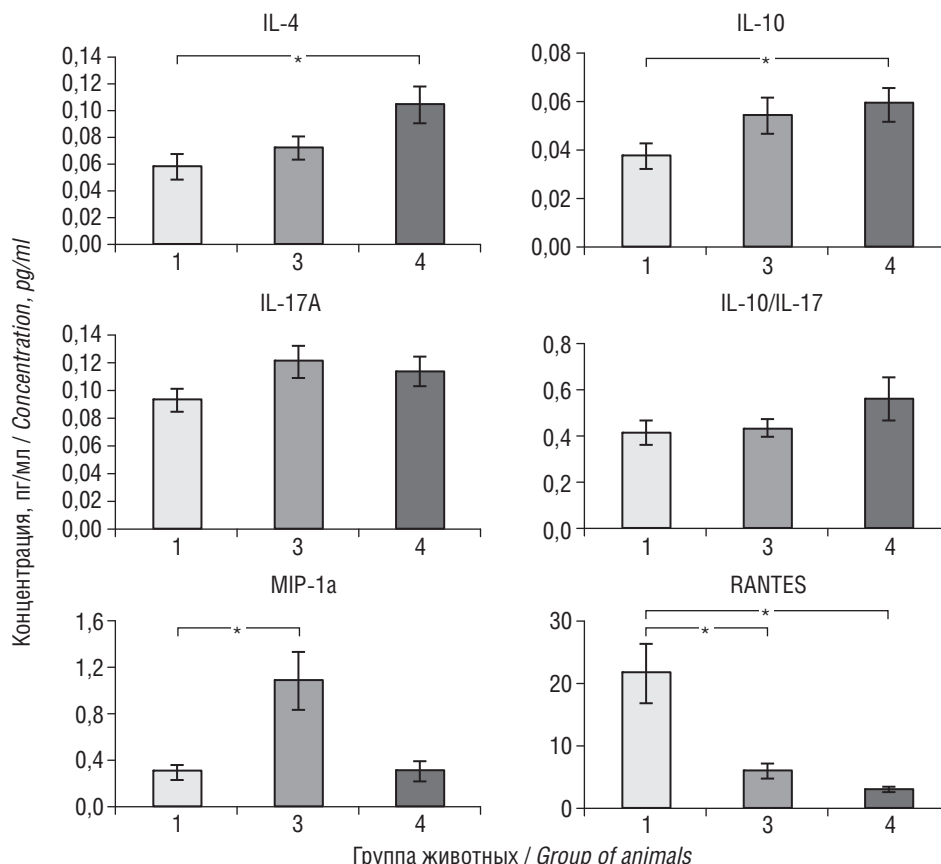 IL-4
0,14
0,12
0,10
0,08
0,06
0,04
0,02
0,00
*
1 3 4
IL-10
0,08
0,06
0,04
0,02
0,00
*
1 3 4
IL-17A
0,14
0,12
0,10
0,08
0,06
0,04
0,02
0,00
1 3 4
IL-10/IL-17
0,8
0,6
0,4
0,2
0,0
1 3 4
MIP-1a
1,6
1,2
0,8
0,4
0,0
*
1 3 4
RANTES
30
20
10
0
*
*
1 3 4
Концентрация, пг/мл / Concentration, pg/ml
Группа животных / Group of animals